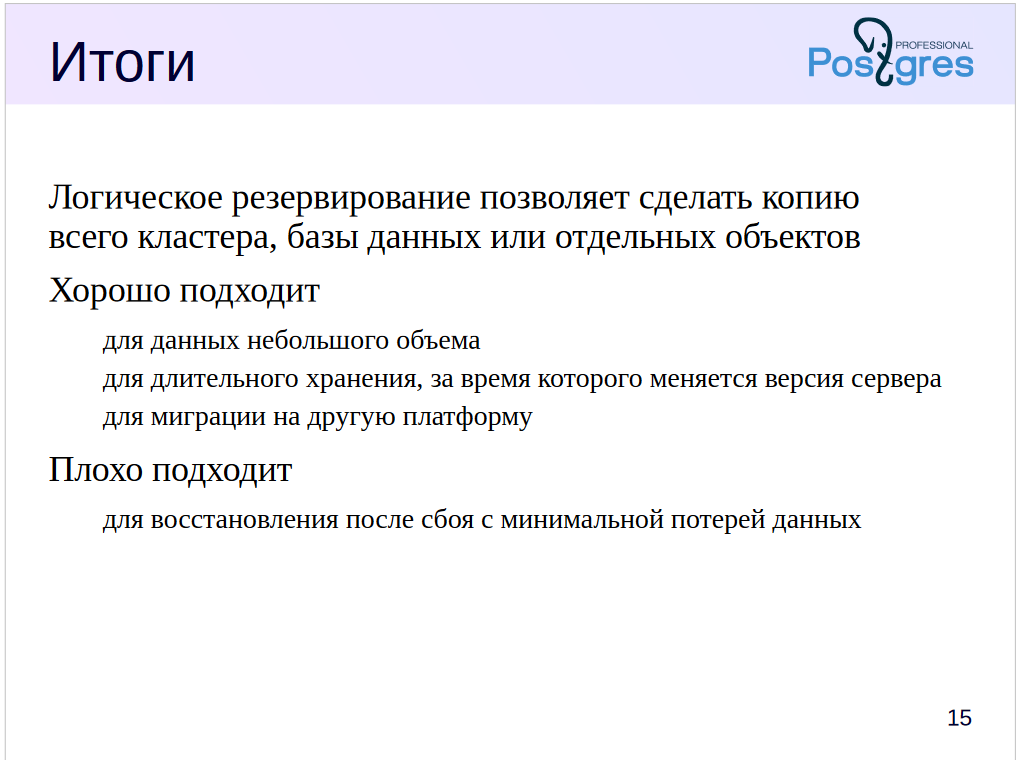 Итоги
PROFESSIONAL
Postgres
Логическое резервирование позволяет сделать копию
всего кластера, базы данных или отдельных объектов
Хорошо подходит
для данных небольшого объема
для длительного хранения, за время которого меняется версия сервера
для миграции на другую платформу
Плохо подходит
для восстановления после сбоя с минимальной потерей данных
15